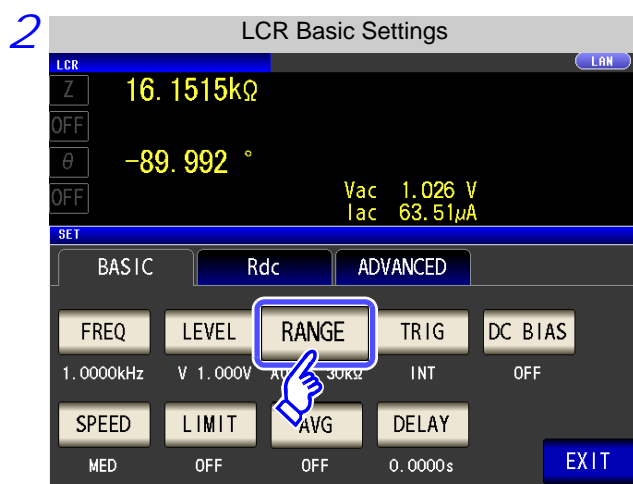 2
LCR Basic Settings
LCR
LAN
Z 16.1515kΩ
OFF
θ -89.992 °
OFF
Vac 1.026 V
Iac 63.51μA
SET
BASIC Rdc ADVANCED
FREQ LEVEL RANGE TRIG DC BIAS
1.0000kHz V 1.000V 30kΩ INT OFF
SPEED LIMIT AVG DELAY
MED OFF OFF 0.0000s
EXIT